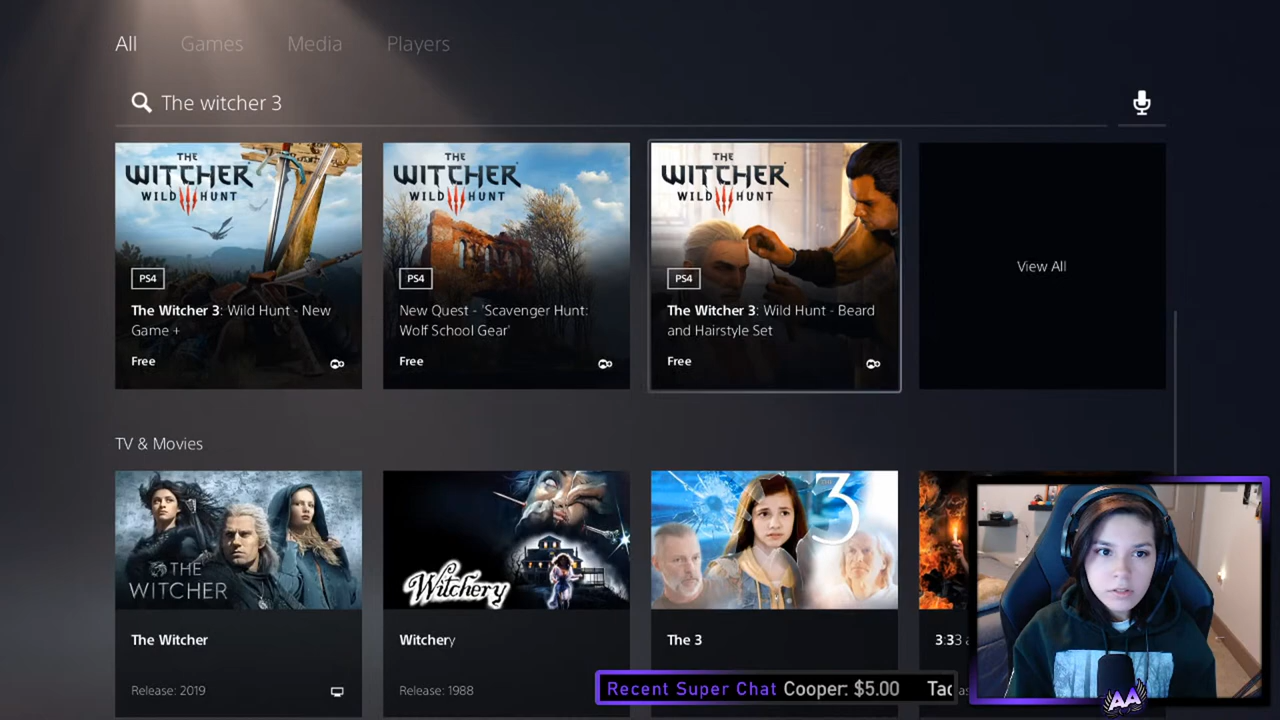 All Games Media Players
The witcher 3
THE
WITCHER
WILD HUNT
PS4
The Witcher 3: Wild Hunt - New
Game +
Free
THE
WITCHER
WILD HUNT
PS4
New Quest - 'Scavenger Hunt:
Wolf School Gear'
Free
THE
WITCHER
WILD HUNT
PS4
The Witcher 3: Wild Hunt - Beard
and Hairstyle Set
Free
View All
TV & Movies
THE
WITCHER
The Witcher
Release: 2019
Witchery
Witchery
Release: 1988
3
The 3
3:33
Recent Super Chat Cooper: $5.00
AA